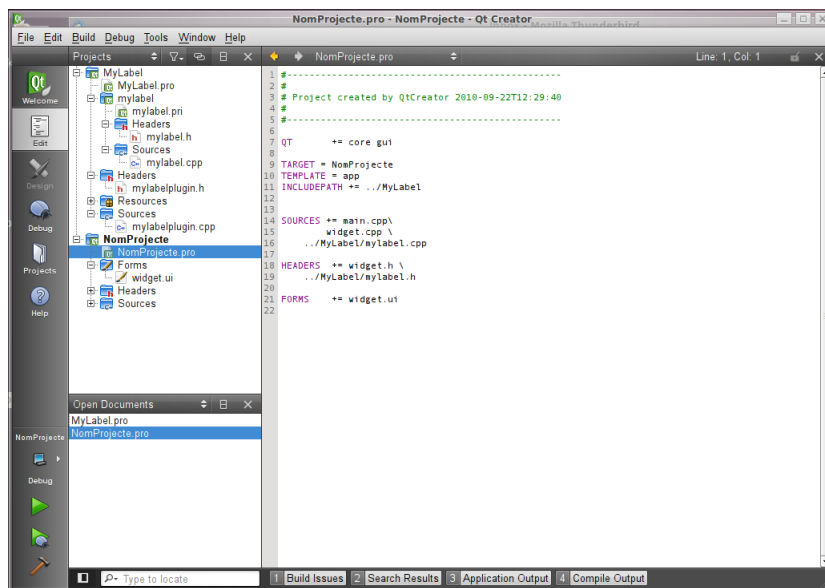 NomProjecte.pro - NomProjecte - Qt Creator
Mozilla Thunderbird
File Edit Build Debug Tools Window Help
Projects
NomProjecte.pro
Line: 1, Col: 1
Qt
Welcome
Edit
Design
Debug
Projects
Help
MyLabel
MyLabel.pro
mylabel
mylabel.pri
Headers
mylabel.h
Sources
mylabel.cpp
Headers
mylabelplugin.h
Resources
Sources
mylabelplugin.cpp
NomProjecte
NomProjecte.pro
Forms
widget.ui
Headers
Sources
1 #---------------------------------------------------
2 #
3 # Project created by QtCreator 2010-09-22T12:29:40
4 #
5 #---------------------------------------------------
6
7 QT       += core gui
8
9 TARGET = NomProjecte
10 TEMPLATE = app
11 INCLUDEPATH += ../MyLabel
12
13
14 SOURCES += main.cpp\
15         widget.cpp \
16     ../MyLabel/mylabel.cpp
17
18 HEADERS  += widget.h \
19     ../MyLabel/mylabel.h
20
21 FORMS    += widget.ui
22
Open Documents
MyLabel.pro
NomProjecte.pro
NomProjecte
Debug
Type to locate
1 Build Issues 2 Search Results 3 Application Output 4 Compile Output